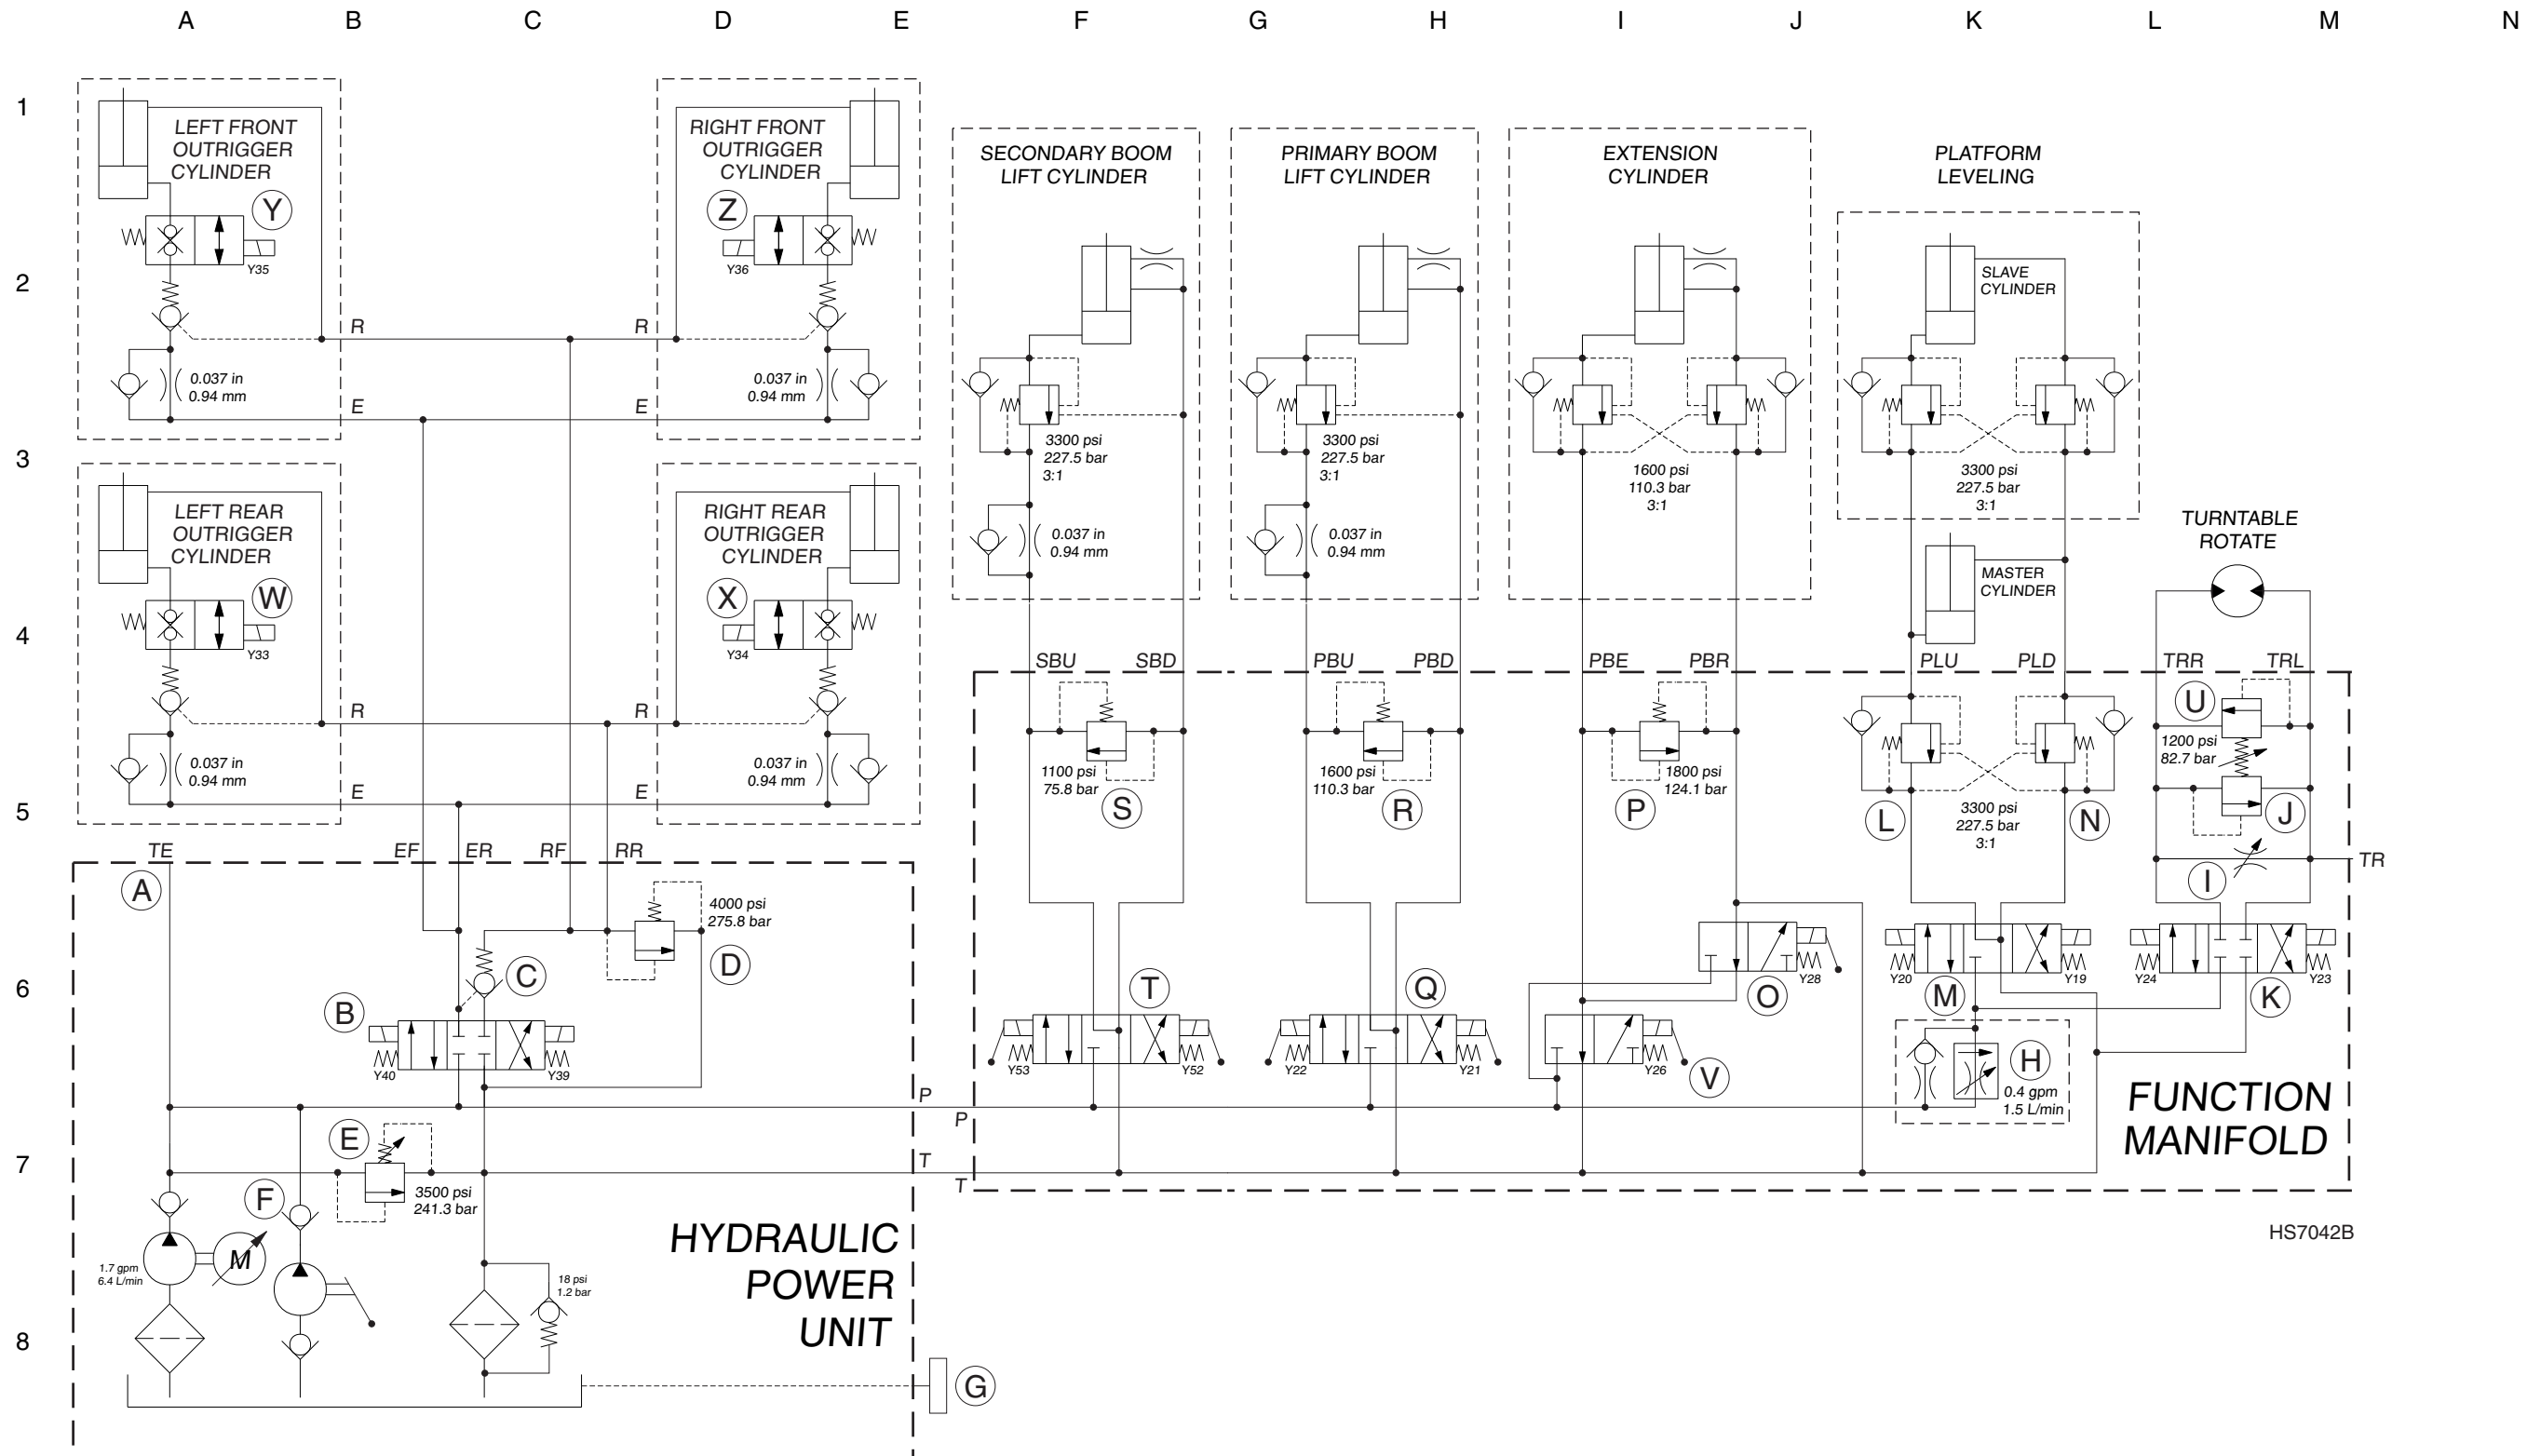 A B C D E F G H I J K L M N
1
2
3
4
5
6
7
8
LEFT FRONT
OUTRIGGER
CYLINDER
Y
Y35
0.037 in
0.94 mm
R
R
E
E
RIGHT FRONT
OUTRIGGER
CYLINDER
Z
Y36
0.037 in
0.94 mm
LEFT REAR
OUTRIGGER
CYLINDER
W
Y33
0.037 in
0.94 mm
R
R
E
E
RIGHT REAR
OUTRIGGER
CYLINDER
X
Y34
0.037 in
0.94 mm
SECONDARY BOOM
LIFT CYLINDER
3300 psi
227.5 bar
3:1
0.037 in
0.94 mm
PRIMARY BOOM
LIFT CYLINDER
3300 psi
227.5 bar
3:1
0.037 in
0.94 mm
EXTENSION
CYLINDER
1600 psi
110.3 bar
3:1
PLATFORM
LEVELING
SLAVE
CYLINDER
3300 psi
227.5 bar
3:1
MASTER
CYLINDER
TURNTABLE
ROTATE
SBU SBD PBU PBD PBE PBR PLU PLD TRR TRL
1100 psi
75.8 bar
S
1600 psi
110.3 bar
R
1800 psi
124.1 bar
P
L
3300 psi
227.5 bar
3:1
N
U
1200 psi
82.7 bar
J
I
TR
TE EF ER RF RR
A
4000 psi
275.8 bar
D
C
B
Y40 Y39
T
Y53 Y52
Q
Y22 Y21
O
Y28
V
Y26
M
Y20 Y19
K
Y24 Y23
H
0.4 gpm
1.5 L/min
P
P
T
T
FUNCTION
MANIFOLD
E
3500 psi
241.3 bar
F
M
1.7 gpm
6.4 L/min
18 psi
1.2 bar
HYDRAULIC
POWER
UNIT
G
HS7042B